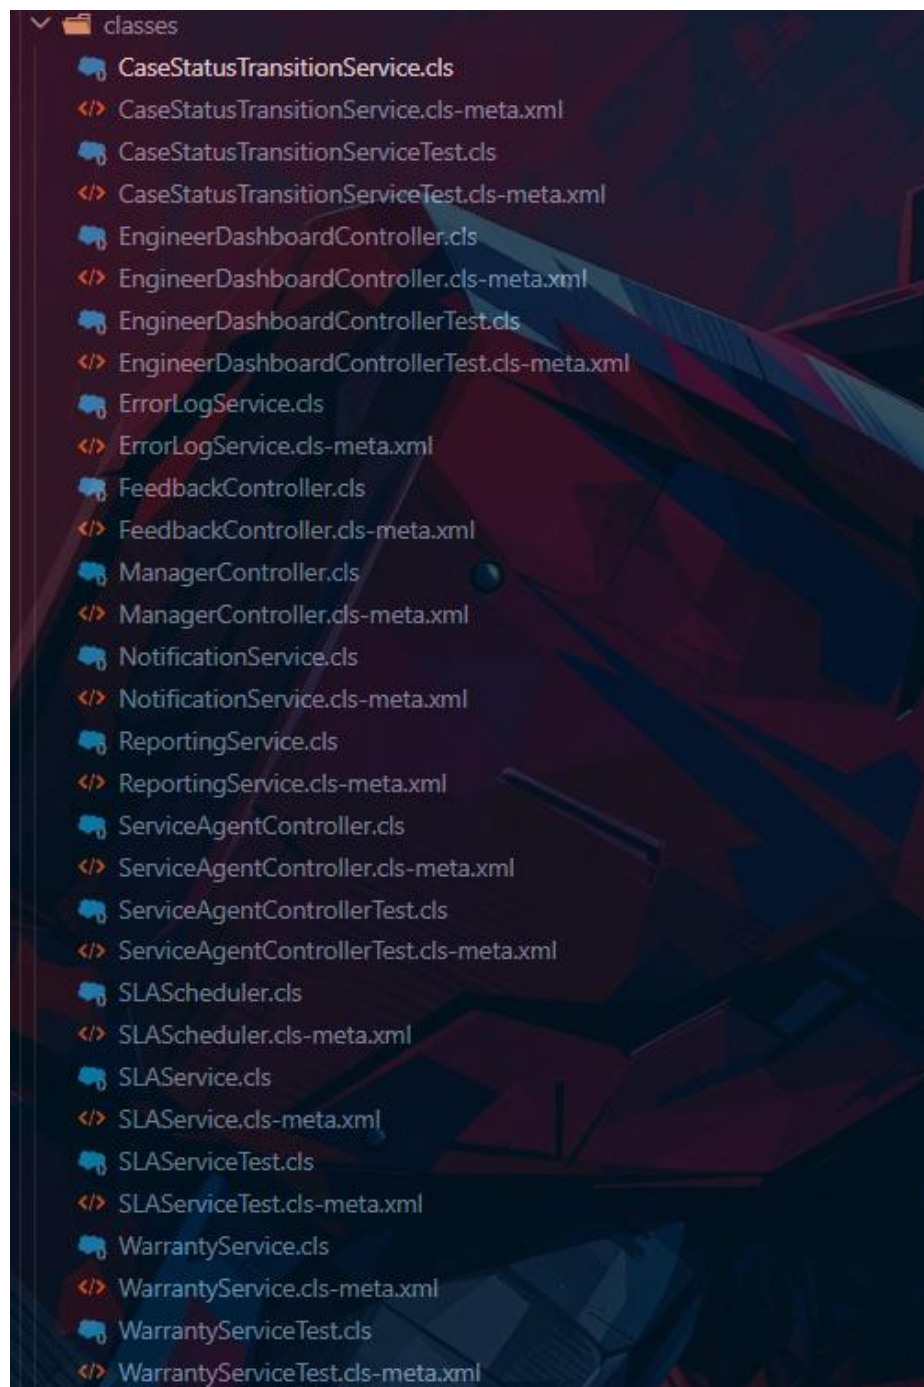 classes
CaseStatusTransitionService.cls
CaseStatusTransitionService.cls-meta.xml
CaseStatusTransitionServiceTest.cls
CaseStatusTransitionServiceTest.cls-meta.xml
EngineerDashboardController.cls
EngineerDashboardController.cls-meta.xml
EngineerDashboardControllerTest.cls
EngineerDashboardControllerTest.cls-meta.xml
ErrorLogService.cls
ErrorLogService.cls-meta.xml
FeedbackController.cls
FeedbackController.cls-meta.xml
ManagerController.cls
ManagerController.cls-meta.xml
NotificationService.cls
NotificationService.cls-meta.xml
ReportingService.cls
ReportingService.cls-meta.xml
ServiceAgentController.cls
ServiceAgentController.cls-meta.xml
ServiceAgentControllerTest.cls
ServiceAgentControllerTest.cls-meta.xml
SLAScheduler.cls
SLAScheduler.cls-meta.xml
SLAService.cls
SLAService.cls-meta.xml
SLAServiceTest.cls
SLAServiceTest.cls-meta.xml
WarrantyService.cls
WarrantyService.cls-meta.xml
WarrantyServiceTest.cls
WarrantyServiceTest.cls-meta.xml